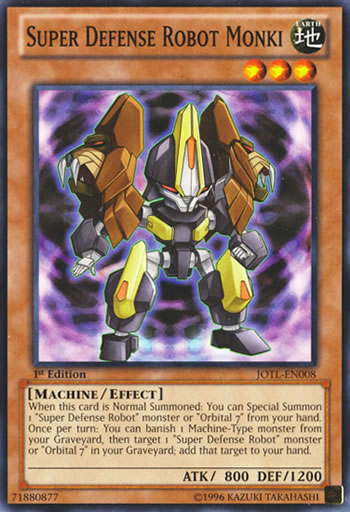 SUPER DEFENSE ROBOT MONKI
EARTH
地
1st Edition
JOTL-EN008
[MACHINE/EFFECT]
When this card is Normal Summoned: You can Special Summon
1 "Super Defense Robot" monster or "Orbital 7" from your hand.
Once per turn: You can banish 1 Machine-Type monster from
your Graveyard, then target 1 "Super Defense Robot" monster
or "Orbital 7" in your Graveyard; add that target to your hand.
ATK/ 800 DEF/1200
71880877
©1996 KAZUKI TAKAHASHI